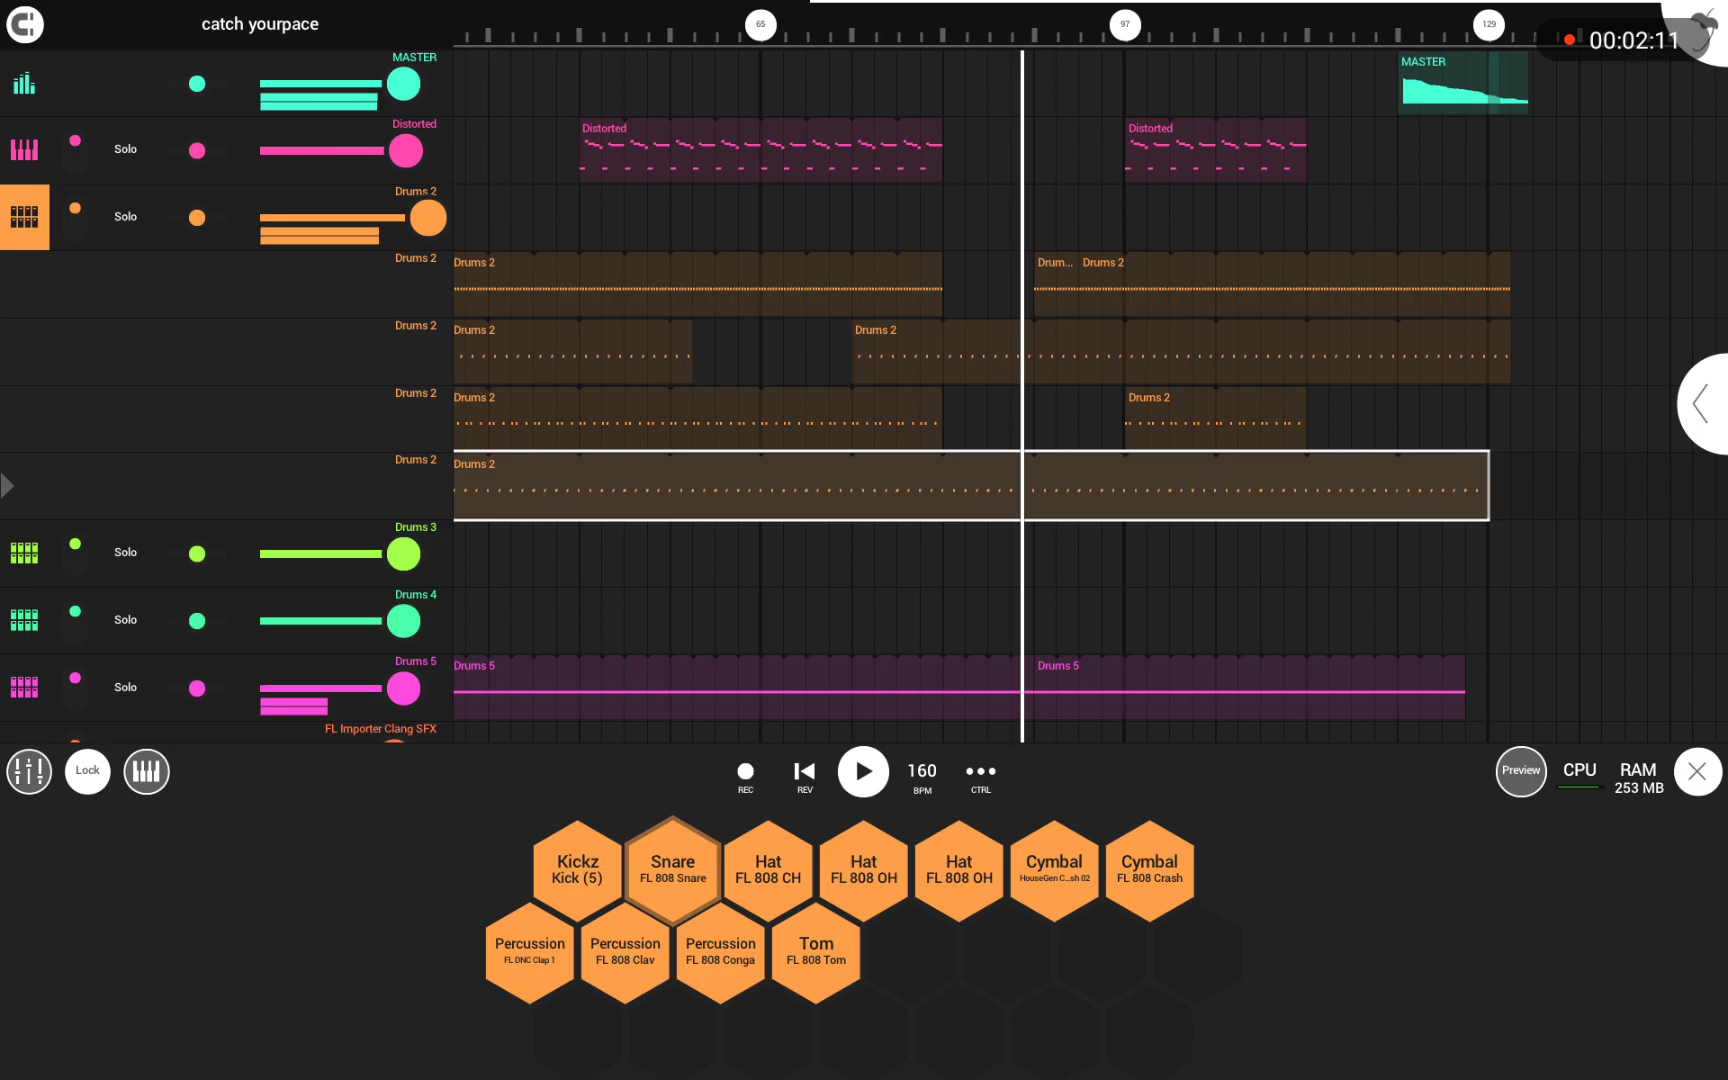 catch yourpace
65
97
129
00:02:11
MASTER
MASTER
Distorted
Solo
Distorted
Distorted
Drums 2
Solo
Drums 2
Drums 2
Drum...
Drums 2
Drums 2
Drums 2
Drums 2
Drums 2
Drums 2
Drums 2
Drums 2
Drums 2
Drums 3
Solo
Drums 4
Solo
Drums 5
Solo
Drums 5
Drums 5
FL Importer Clang SFX
Lock
REC
REV
160
BPM
CTRL
Preview
CPU
RAM
253 MB
Kickz
Kick (5)
Snare
FL 808 Snare
Hat
FL 808 CH
Hat
FL 808 OH
Hat
FL 808 OH
Cymbal
HouseGen C...sh 02
Cymbal
FL 808 Crash
Percussion
FL DNC Clap 1
Percussion
FL 808 Clav
Percussion
FL 808 Conga
Tom
FL 808 Tom